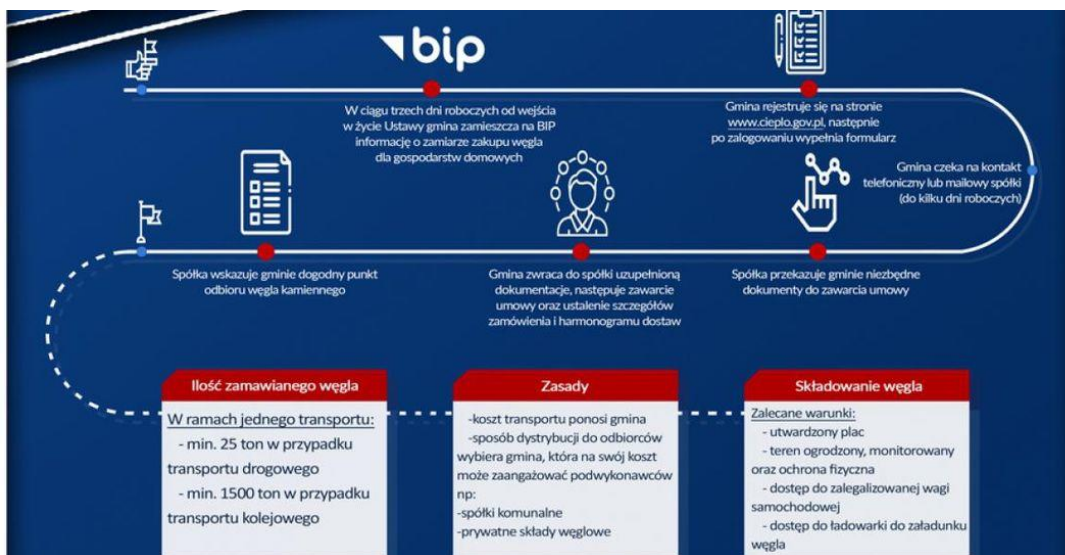 bip
W ciągu trzech dni roboczych od wejścia
w życie Ustawy gmina zamieszcza na BIP
informację o zamiarze zakupu węgla
dla gospodarstw domowych
Gmina rejestruje się na stronie
www.cieplo.gov.pl, następnie
po zalogowaniu wypełnia formularz
Gmina czeka na kontakt
telefoniczny lub mailowy spółki
(do kilku dni roboczych)
Spółka przekazuje gminie niezbędne
dokumenty do zawarcia umowy
Gmina zwraca do spółki uzupełnioną
dokumentacje, następuje zawarcie
umowy oraz ustalenie szczegółów
zamówienia i harmonogramu dostaw
Spółka wskazuje gminie dogodny punkt
odbioru węgla kamiennego
Ilość zamawianego węgla
W ramach jednego transportu:
- min. 25 ton w przypadku
transportu drogowego
- min. 1500 ton w przypadku
transportu kolejowego
Zasady
-koszt transportu ponosi gmina
-sposób dystrybucji do odbiorców
wybiera gmina, która na swój koszt
może zaangażować podwykonawców
np:
-spółki komunalne
-prywatne składy węglowe
Składowanie węgla
Zalecane warunki:
- utwardzony plac
- teren ogrodzony, monitorowany
oraz ochrona fizyczna
- dostęp do zalegalizowanej wagi
samochodowej
- dostęp do ładowarki do załadunku
węgla